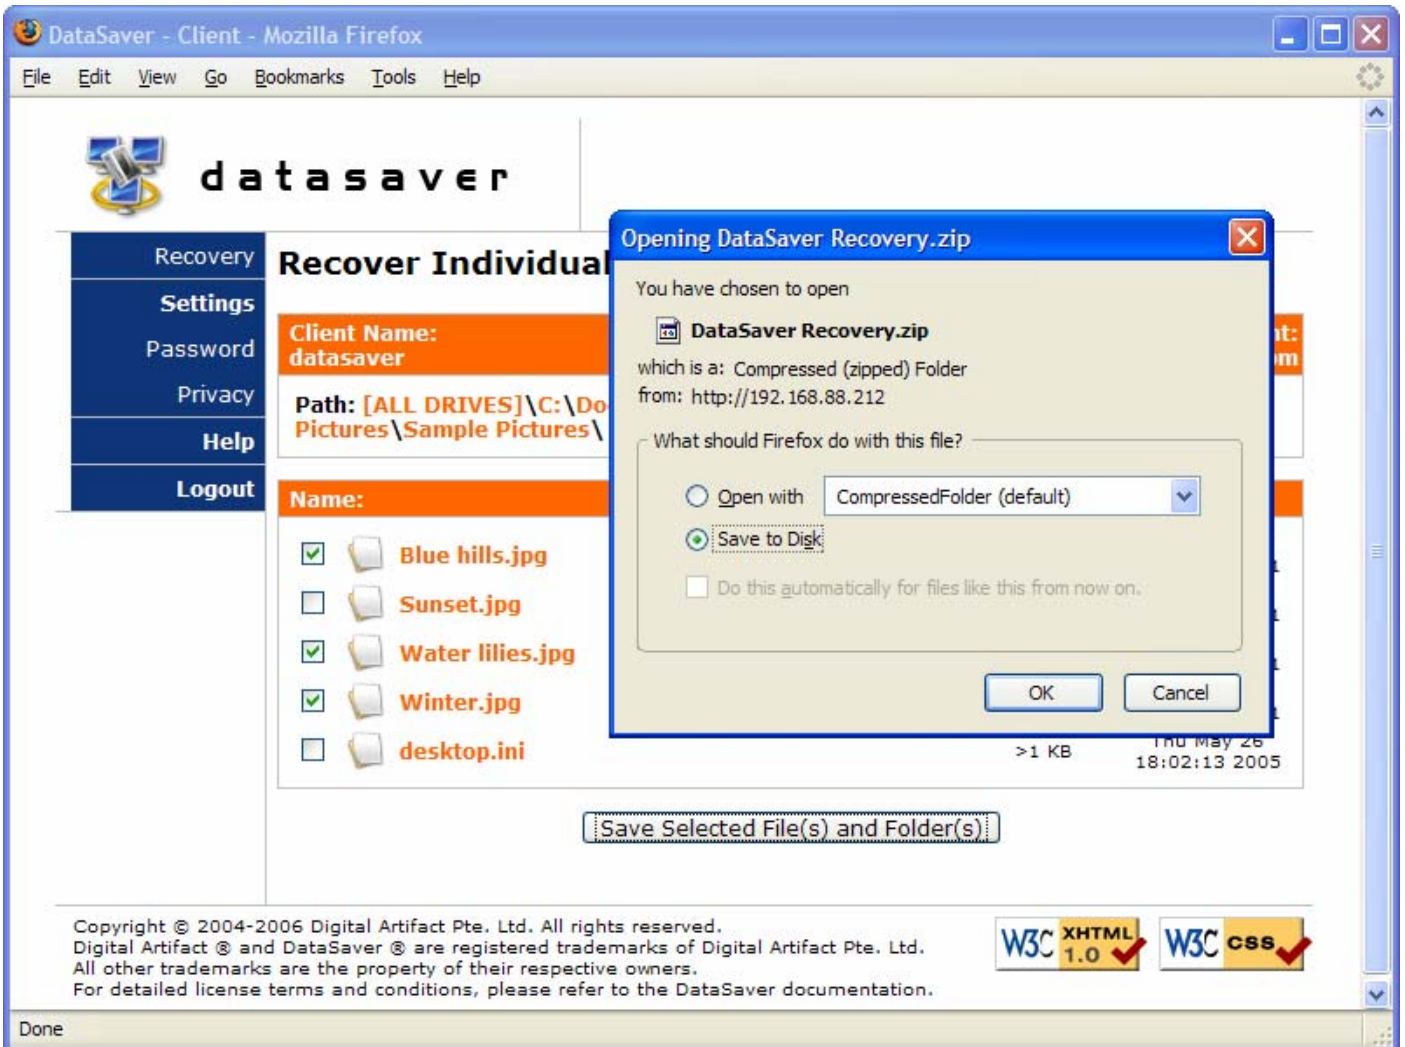 DataSaver - Client - Mozilla Firefox
File Edit View Go Bookmarks Tools Help
datasaver
Recovery
Settings
Password
Privacy
Help
Logout
Recover Individual
Client Name:
datasaver
Path: [ALL DRIVES]\C:\Do
Pictures\Sample Pictures\
Name:
Blue hills.jpg
Sunset.jpg
Water lilies.jpg
Winter.jpg
desktop.ini
>1 KB
Thu May 26
18:02:13 2005
Opening DataSaver Recovery.zip
You have chosen to open
DataSaver Recovery.zip
which is a: Compressed (zipped) Folder
from: http://192.168.88.212
What should Firefox do with this file?
Open with CompressedFolder (default)
Save to Disk
Do this automatically for files like this from now on.
OK Cancel
Save Selected File(s) and Folder(s)
Copyright © 2004-2006 Digital Artifact Pte. Ltd. All rights reserved.
Digital Artifact ® and DataSaver ® are registered trademarks of Digital Artifact Pte. Ltd.
All other trademarks are the property of their respective owners.
For detailed license terms and conditions, please refer to the DataSaver documentation.
W3C XHTML 1.0
W3C CSS
Done